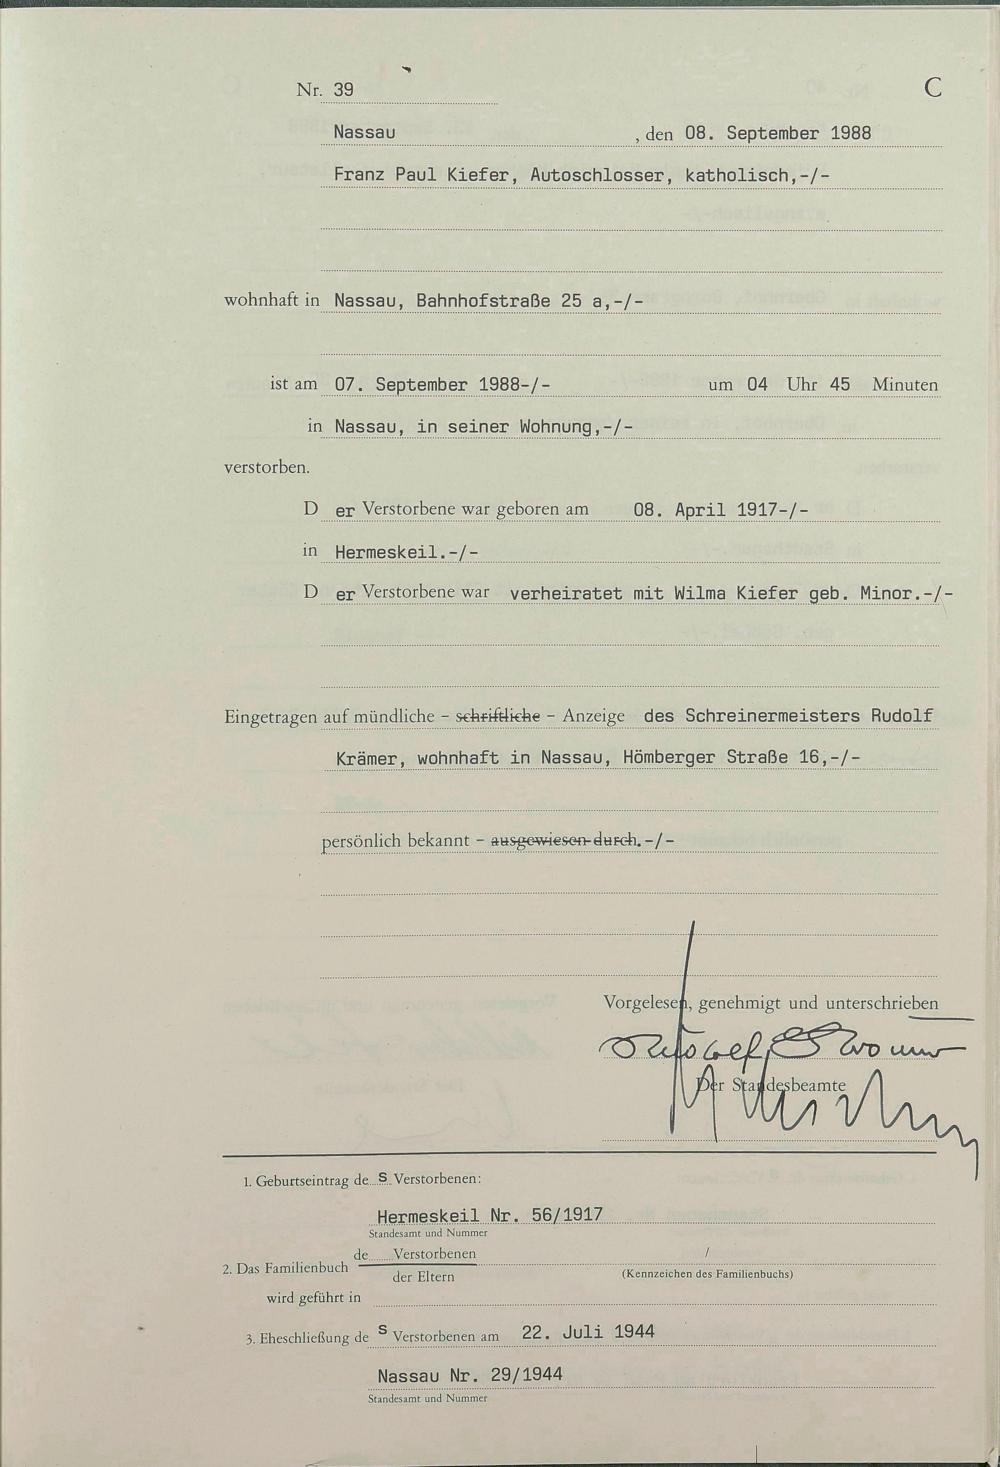 Nr. 39 C
Nassau , den 08. September 1988
Franz Paul Kiefer, Autoschlosser, katholisch,-/-
wohnhaft in Nassau, Bahnhofstraße 25 a,-/-
ist am 07. September 1988-/- um 04 Uhr 45 Minuten
in Nassau, in seiner Wohnung,-/-
verstorben.
D er Verstorbene war geboren am 08. April 1917-/-
in Hermeskeil.-/-
D er Verstorbene war verheiratet mit Wilma Kiefer geb. Minor.-/-
Eingetragen auf mündliche – schriftliche – Anzeige des Schreinermeisters Rudolf
Krämer, wohnhaft in Nassau, Hömberger Straße 16,-/-
persönlich bekannt – ausgewiesen durch.-/-
Vorgelesen, genehmigt und unterschrieben
Der Standesbeamte
1. Geburtseintrag de s Verstorbenen:
Hermeskeil Nr. 56/1917
Standesamt und Nummer
de Verstorbenen /
2. Das Familienbuch der Eltern (Kennzeichen des Familienbuchs)
wird geführt in
3. Eheschließung de s Verstorbenen am 22. Juli 1944
Nassau Nr. 29/1944
Standesamt und Nummer